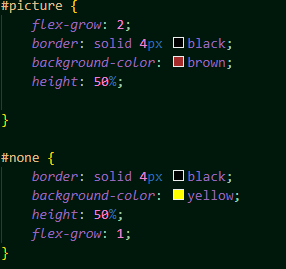 #picture {
flex-grow: 2;
border: solid 4px black;
background-color: brown;
height: 50%;
}
#none {
border: solid 4px black;
background-color: yellow;
height: 50%;
flex-grow: 1;
}